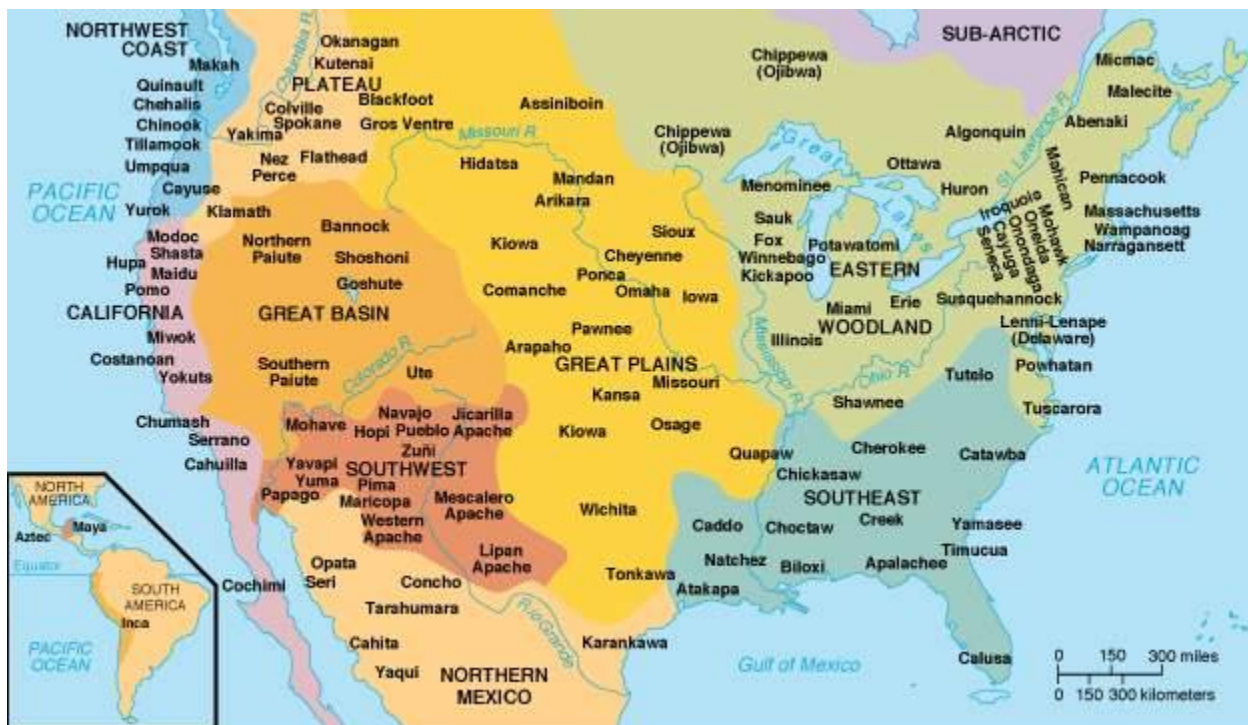 NORTHWEST
COAST
Makah
Quinault
Chehalis
Chinook
Tillamook
Umpqua
Cayuse
Yurok
Klamath
PACIFIC
OCEAN
Columbia R.
Okanagan
Kutenai
PLATEAU
Colville
Spokane
Yakima
Nez
Perce
Flathead
Blackfoot
Gros Ventre
Assiniboin
Missouri R.
Hidatsa
Mandan
Arikara
Kiowa
Sioux
Cheyenne
Ponca
Comanche
Omaha
Iowa
Pawnee
Arapaho
GREAT PLAINS
Missouri
Kansa
Kiowa
Osage
Quapaw
Wichita
Tonkawa
Modoc
Shasta
Hupa
Maidu
Pomo
CALIFORNIA
Miwok
Costanoan
Yokuts
Chumash
Serrano
Cahuilla
Cochimi
Bannock
Northern
Paiute
Shoshoni
Goshute
GREAT BASIN
Southern
Paiute
Colorado R.
Ute
Mohave
Navajo
Hopi
Pueblo
Jicarilla
Apache
Zuñi
Yavapi
SOUTHWEST
Yuma
Pima
Papago
Maricopa
Mescalero
Apache
Western
Apache
Lipan
Apache
Opata
Seri
Concho
Tarahumara
Cahita
Yaqui
NORTHERN
MEXICO
Rio Grande
Karankawa
SUB-ARCTIC
Chippewa
(Ojibwa)
Chippewa
(Ojibwa)
Micmac
Malecite
Abenaki
St. Lawrence R.
Algonquin
Ottawa
Huron
Great
Lakes
Menominee
Mahican
Pennacook
Iroquois
Mohawk
Oneida
Onondaga
Cayuga
Seneca
Massachusetts
Wampanoag
Narragansett
Sauk
Fox
Winnebago
Kickapoo
Potawatomi
EASTERN
WOODLAND
Miami
Erie
Susquehannock
Illinois
Lenni-Lenape
(Delaware)
Mississippi R.
Ohio R.
Powhatan
Tutelo
Shawnee
Tuscarora
Cherokee
Catawba
Chickasaw
SOUTHEAST
Caddo
Choctaw
Creek
Yamasee
Natchez
Biloxi
Apalachee
Timucua
Atakapa
Calusa
ATLANTIC
OCEAN
Gulf of Mexico
0 150 300 miles
0 150 300 kilometers
NORTH
AMERICA
Maya
Aztec
Equator
SOUTH
AMERICA
Inca
PACIFIC
OCEAN